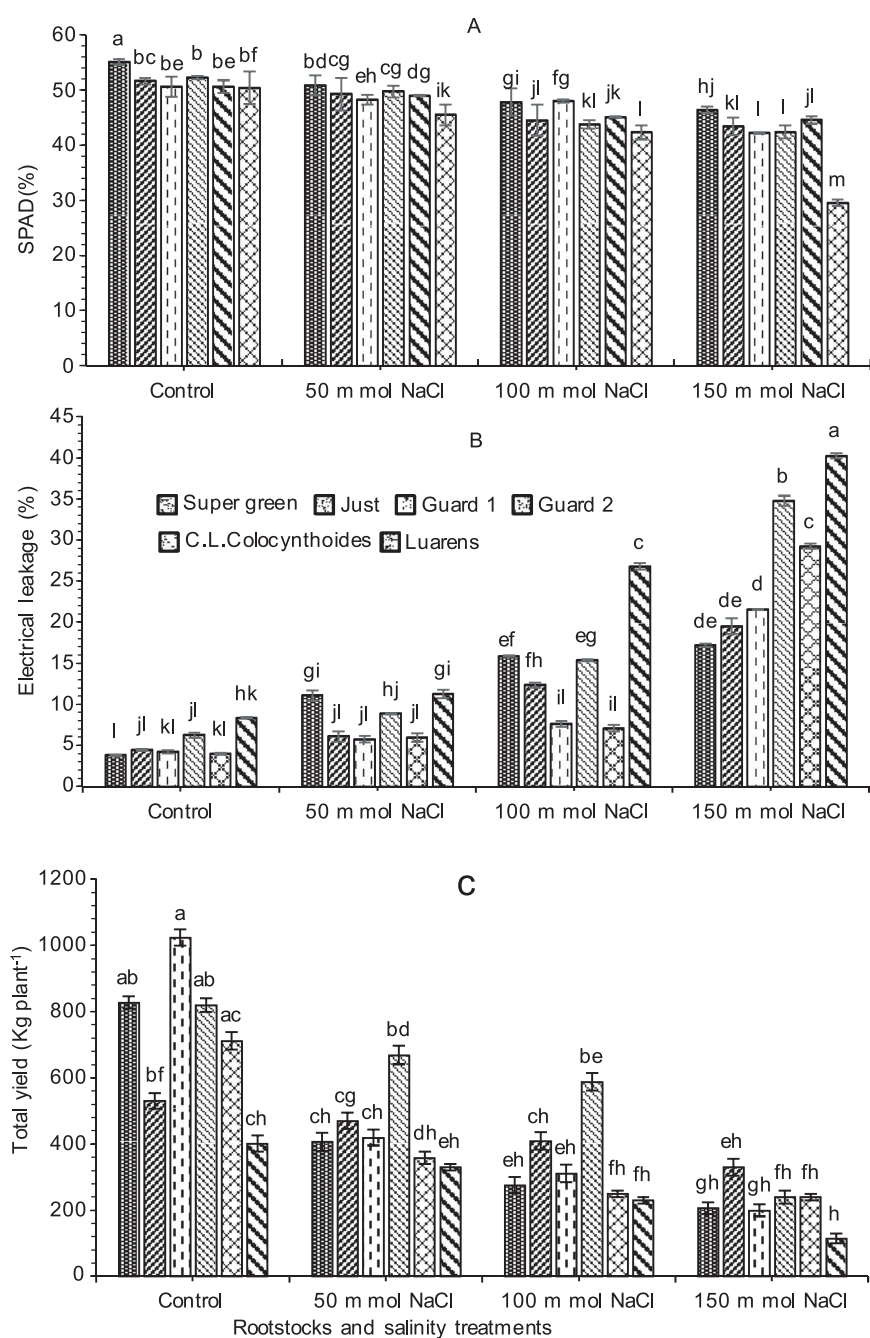 A
SPAD (%)
60
50
40
30
20
10
0
a bc be b be bf
bd cg eh cg dg ik
gi jl fg kl jk l
hj kl l l jl m
Control 50 m mol NaCl 100 m mol NaCl 150 m mol NaCl
B
Electrical leakage (%)
45
40
35
30
25
20
15
10
5
0
Super green Just Guard 1 Guard 2
C.L.Colocynthoides Luarens
l jl kl jl kl hk
gi jl jl hj jl gi
ef fh il eg il c
de de d b c a
Control 50 m mol NaCl 100 m mol NaCl 150 m mol NaCl
C
Total yield (Kg plant⁻¹)
1200
1000
800
600
400
200
0
ab bf a ab ac ch
ch cg ch bd dh eh
eh ch eh be fh fh
gh eh gh fh fh h
Control 50 m mol NaCl 100 m mol NaCl 150 m mol NaCl
Rootstocks and salinity treatments